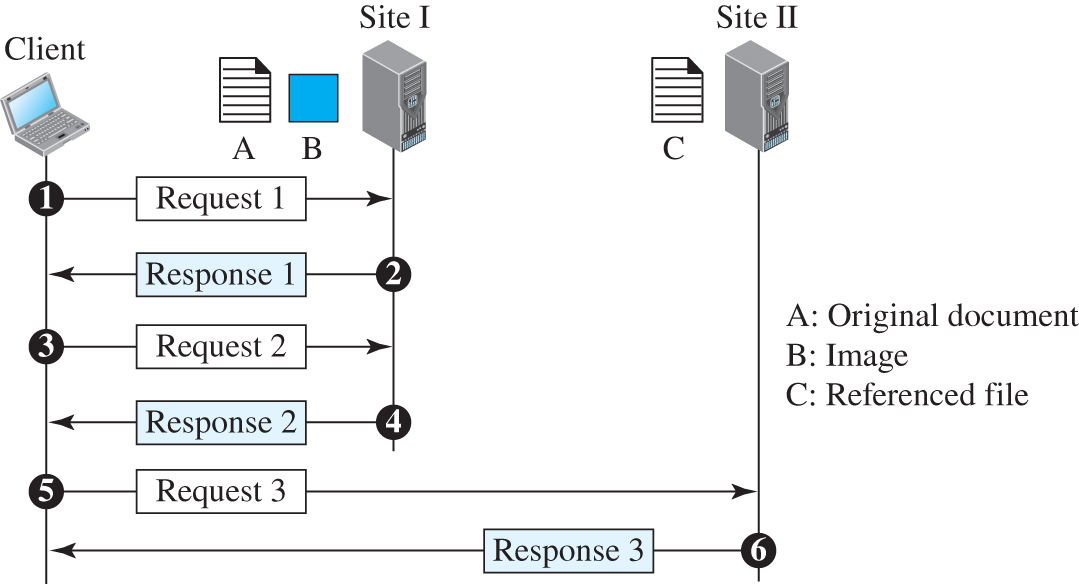 Site I
Site II
Client
A
B
C
1
Request 1
Response 1
2
3
Request 2
Response 2
4
5
Request 3
Response 3
6
A: Original document
B: Image
C: Referenced file